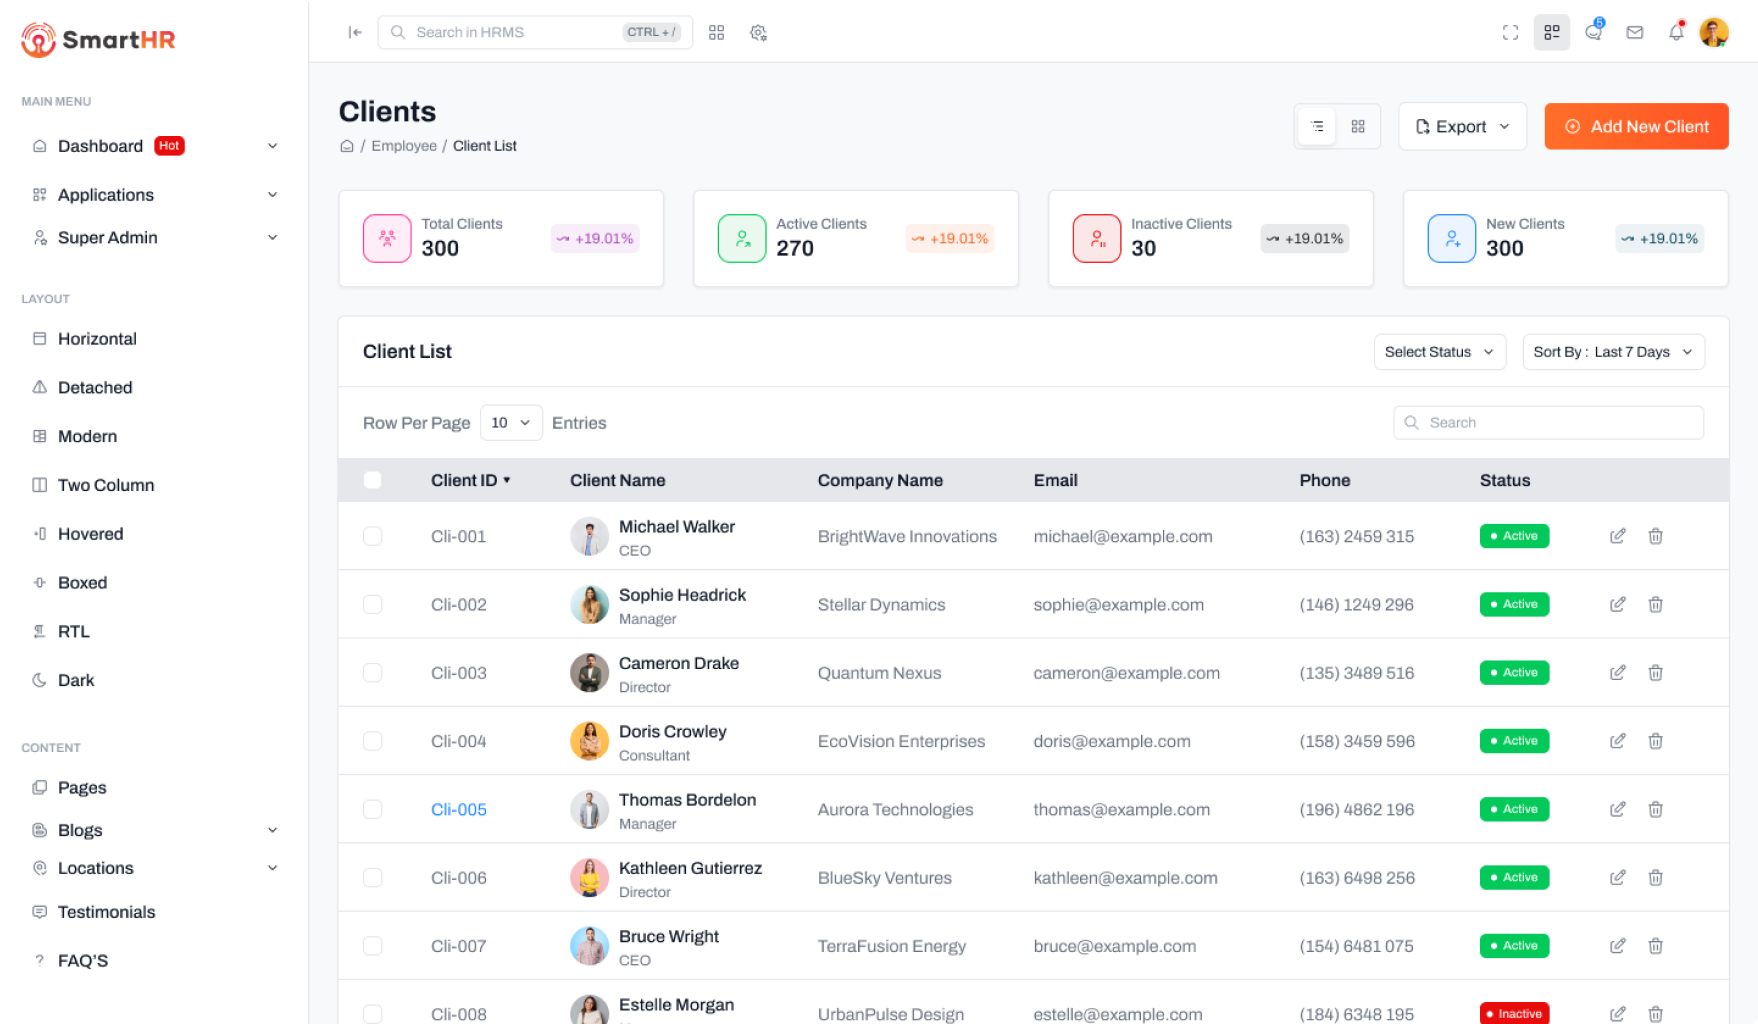 SmartHR
Search in HRMS
CTRL + /
5
MAIN MENU
Dashboard Hot
Applications
Super Admin
LAYOUT
Horizontal
Detached
Modern
Two Column
Hovered
Boxed
RTL
Dark
CONTENT
Pages
Blogs
Locations
Testimonials
FAQ'S
Clients
/ Employee / Client List
Export
Add New Client
Total Clients
300
+19.01%
Active Clients
270
+19.01%
Inactive Clients
30
+19.01%
New Clients
300
+19.01%
Client List
Select Status
Sort By : Last 7 Days
Row Per Page 10 Entries
Search
Client ID Client Name Company Name Email Phone Status
Cli-001 Michael Walker CEO BrightWave Innovations michael@example.com (163) 2459 315 Active
Cli-002 Sophie Headrick Manager Stellar Dynamics sophie@example.com (146) 1249 296 Active
Cli-003 Cameron Drake Director Quantum Nexus cameron@example.com (135) 3489 516 Active
Cli-004 Doris Crowley Consultant EcoVision Enterprises doris@example.com (158) 3459 596 Active
Cli-005 Thomas Bordelon Manager Aurora Technologies thomas@example.com (196) 4862 196 Active
Cli-006 Kathleen Gutierrez Director BlueSky Ventures kathleen@example.com (163) 6498 256 Active
Cli-007 Bruce Wright CEO TerraFusion Energy bruce@example.com (154) 6481 075 Active
Cli-008 Estelle Morgan UrbanPulse Design estelle@example.com (184) 6348 195 Inactive